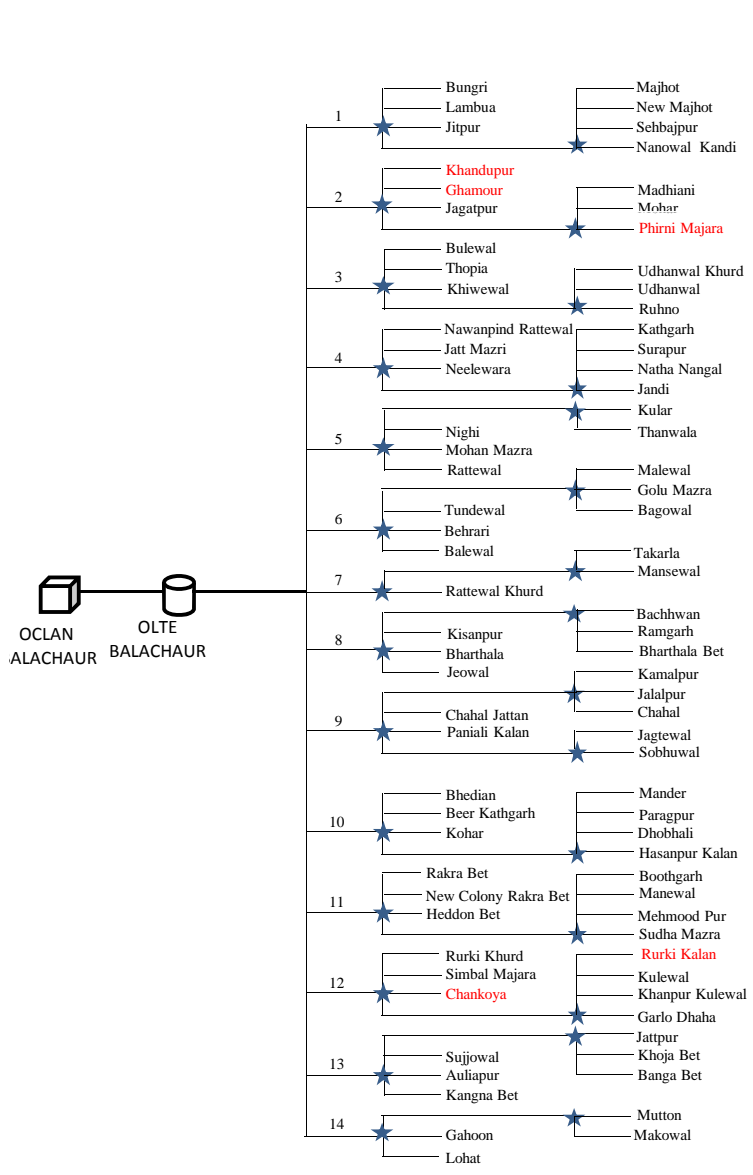 1
Bungri
Lambua
Jitpur
Majhot
New Majhot
Sehbajpur
Nanowal Kandi
2
Khandupur
Ghamour
Jagatpur
Madhiani
Mohar
Phirni Majara
3
Bulewal
Thopia
Khiwewal
Udhanwal Khurd
Udhanwal
Ruhno
4
Nawanpind Rattewal
Jatt Mazri
Neelewara
Kathgarh
Surapur
Natha Nangal
Jandi
5
Nighi
Mohan Mazra
Rattewal
Kular
Thanwala
6
Tundewal
Behrari
Balewal
Malewal
Golu Mazra
Bagowal
7
Rattewal Khurd
Takarla
Mansewal
8
Kisanpur
Bharthala
Jeowal
Bachhwan
Ramgarh
Bharthala Bet
9
Chahal Jattan
Paniali Kalan
Kamalpur
Jalalpur
Chahal
Jagtewal
Sobhuwal
10
Bhedian
Beer Kathgarh
Kohar
Mander
Paragpur
Dhobhali
Hasanpur Kalan
11
Rakra Bet
New Colony Rakra Bet
Heddon Bet
Boothgarh
Manewal
Mehmood Pur
Sudha Mazra
12
Rurki Khurd
Simbal Majara
Chankoya
Rurki Kalan
Kulewal
Khanpur Kulewal
Garlo Dhaha
13
Sujjowal
Auliapur
Kangna Bet
Jattpur
Khoja Bet
Banga Bet
14
Gahoon
Lohat
Mutton
Makowal
OCLAN
ALACHAUR
OLTE
BALACHAUR